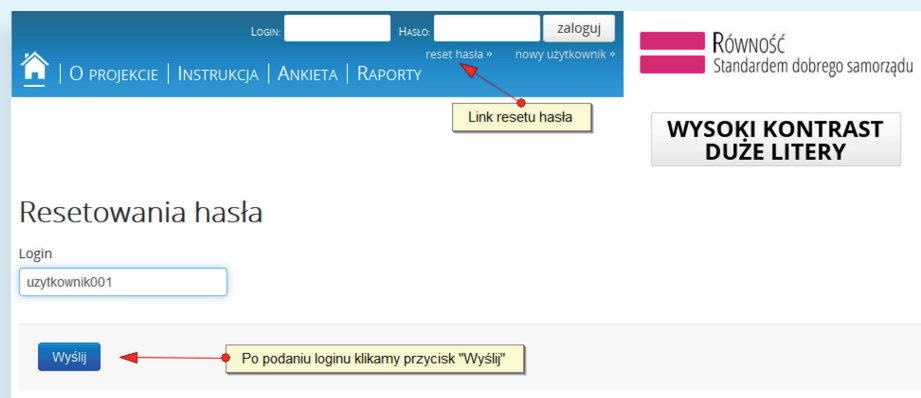 LOGIN: HASŁO: zaloguj
reset hasła » nowy użytkownik »
| O PROJEKCIE | INSTRUKCJA | ANKIETA | RAPORTY
RÓWNOŚĆ
Standardem dobrego samorządu
Link resetu hasła
WYSOKI KONTRAST
DUŻE LITERY
Resetowania hasła
Login
uzytkownik001
Wyślij
Po podaniu loginu klikamy przycisk "Wyślij"